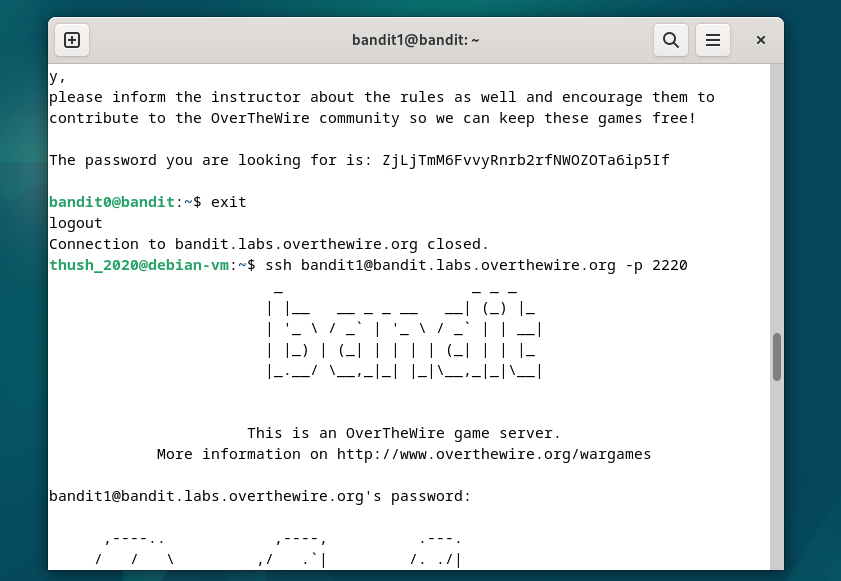 bandit1@bandit: ~
y,
please inform the instructor about the rules as well and encourage them to
contribute to the OverTheWire community so we can keep these games free!
The password you are looking for is: ZjLjTmM6FvvyRnrb2rfNWOZOTa6ip5If
bandit0@bandit:~$ exit
logout
Connection to bandit.labs.overthewire.org closed.
thush_2020@debian-vm:~$ ssh bandit1@bandit.labs.overthewire.org -p 2220
                         _                     _ _ _
                        | |__   __ _ _ __   __| (_) |_
                        | '_ \ / _` | '_ \ / _` | | __|
                        | |_) | (_| | | | | (_| | | |_
                        |_.__/ \__,_|_| |_|\__,_|_|\__|
This is an OverTheWire game server.
More information on http://www.overthewire.org/wargames
bandit1@bandit.labs.overthewire.org's password:
      ,----..            ,----,          .---.
     /   /   \         ,/   .`|         /. ./|